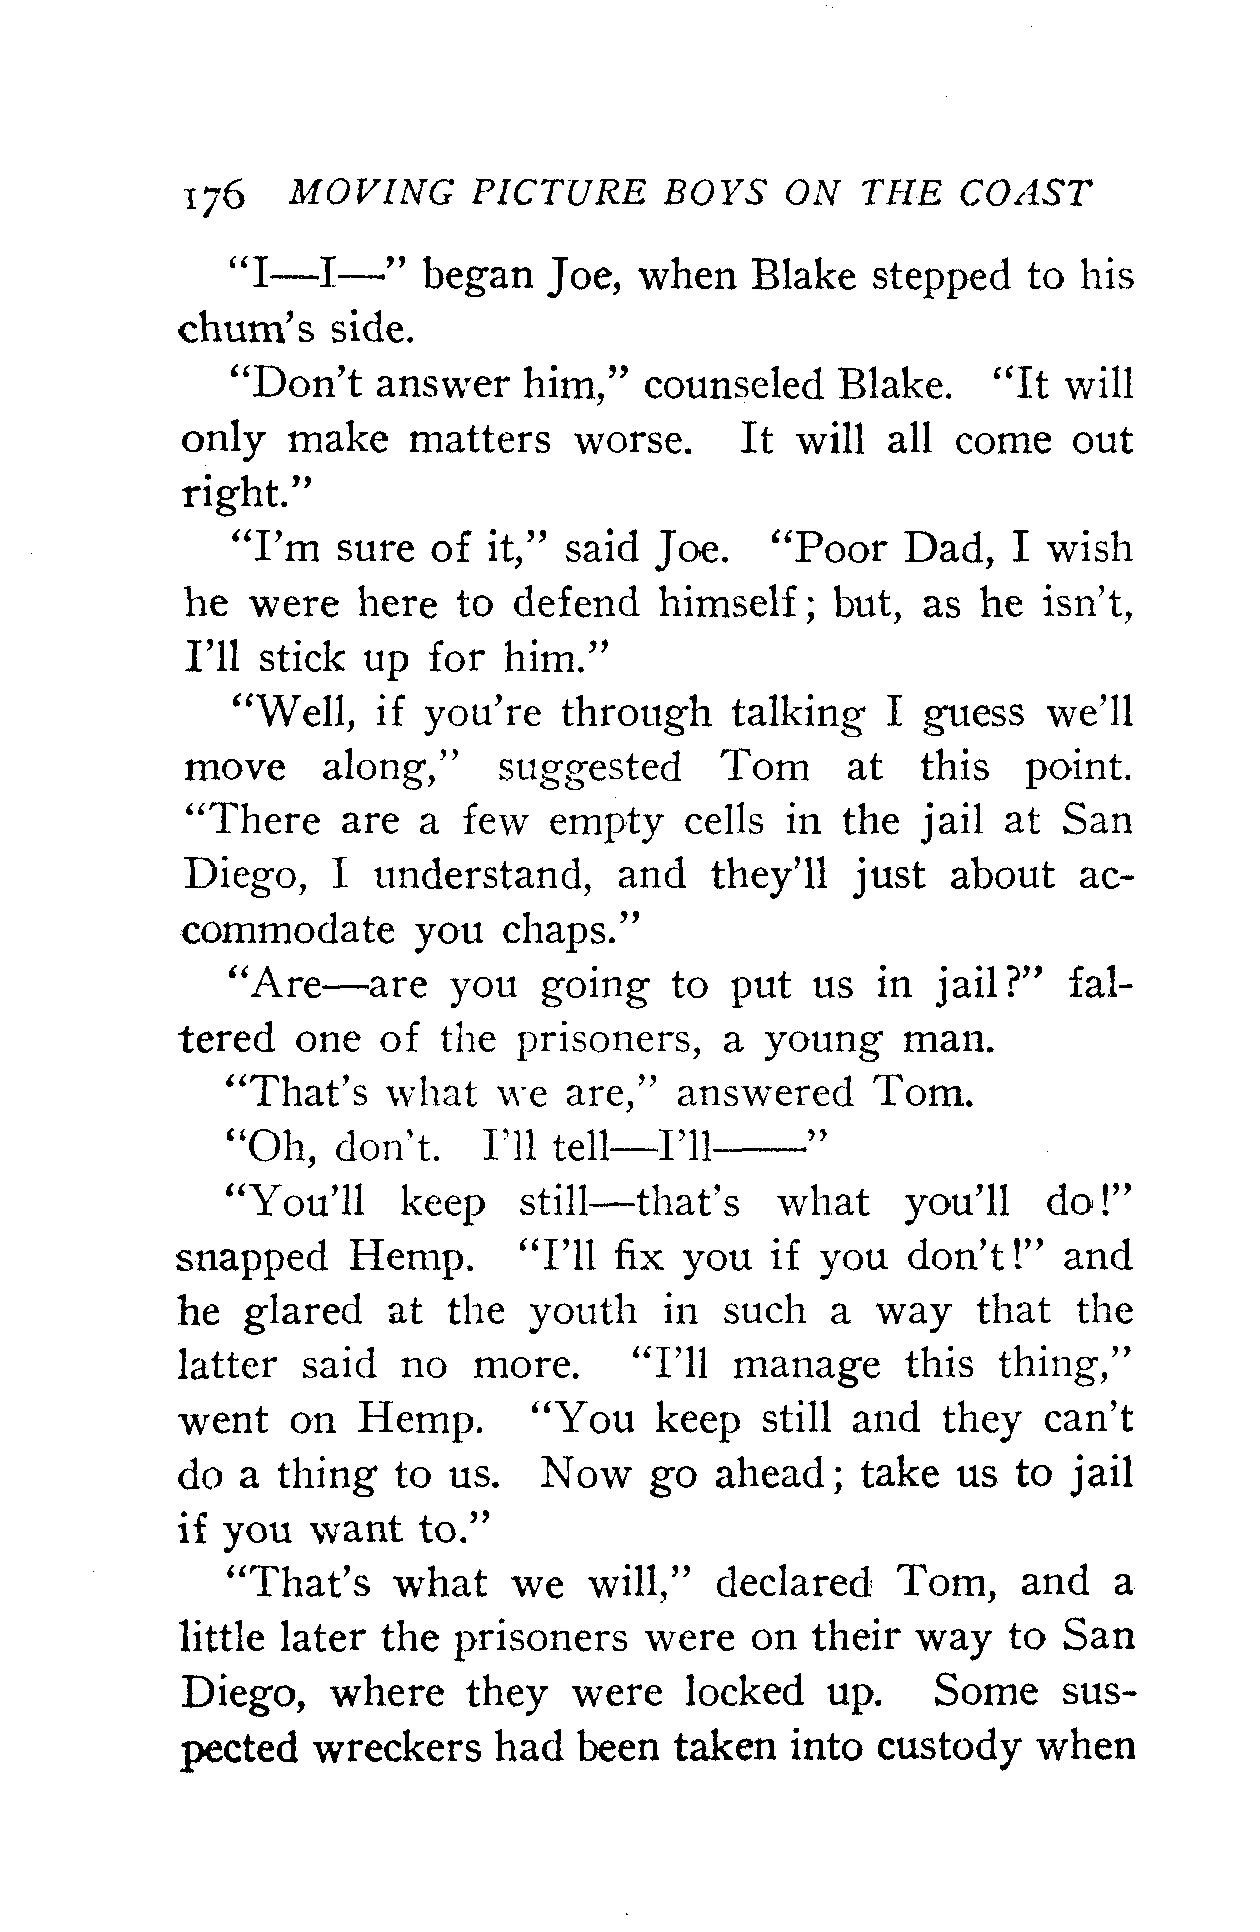 176 MOVING PICTURE BOYS ON THE COAST
"I—I—" began Joe, when Blake stepped to his
chum's side.
"Don't answer him," counseled Blake. "It will
only make matters worse. It will all come out
right."
"I'm sure of it," said Joe. "Poor Dad, I wish
he were here to defend himself; but, as he isn't,
I'll stick up for him."
"Well, if you're through talking I guess we'll
move along," suggested Tom at this point.
"There are a few empty cells in the jail at San
Diego, I understand, and they'll just about ac-
commodate you chaps."
"Are—are you going to put us in jail?" fal-
tered one of the prisoners, a young man.
"That's what we are," answered Tom.
"Oh, don't. I'll tell—I'll——"
"You'll keep still—that's what you'll do!"
snapped Hemp. "I'll fix you if you don't!" and
he glared at the youth in such a way that the
latter said no more. "I'll manage this thing,"
went on Hemp. "You keep still and they can't
do a thing to us. Now go ahead; take us to jail
if you want to."
"That's what we will," declared Tom, and a
little later the prisoners were on their way to San
Diego, where they were locked up. Some sus-
pected wreckers had been taken into custody when